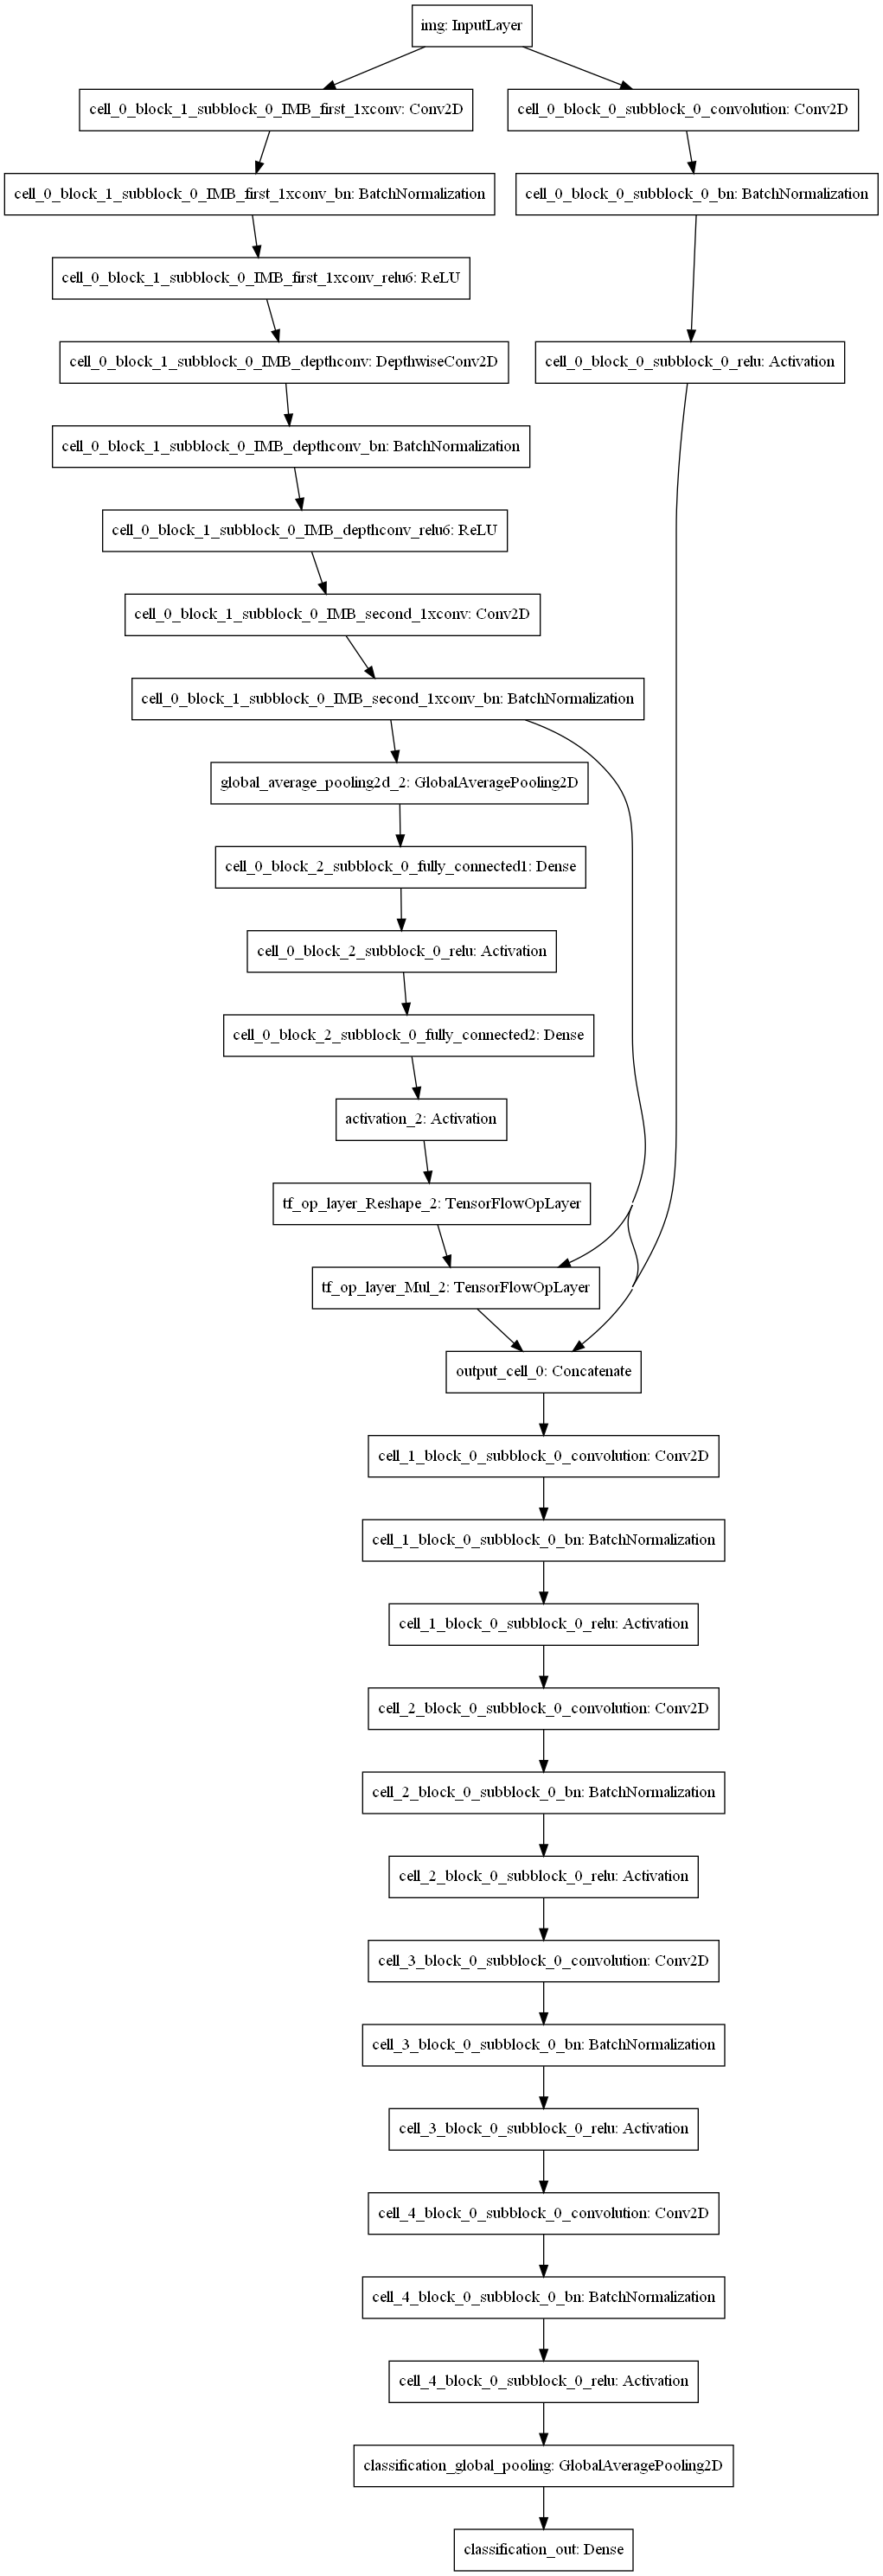 img: InputLayer
cell_0_block_1_subblock_0_IMB_first_1xconv: Conv2D
cell_0_block_0_subblock_0_convolution: Conv2D
cell_0_block_1_subblock_0_IMB_first_1xconv_bn: BatchNormalization
cell_0_block_0_subblock_0_bn: BatchNormalization
cell_0_block_1_subblock_0_IMB_first_1xconv_relu6: ReLU
cell_0_block_1_subblock_0_IMB_depthconv: DepthwiseConv2D
cell_0_block_0_subblock_0_relu: Activation
cell_0_block_1_subblock_0_IMB_depthconv_bn: BatchNormalization
cell_0_block_1_subblock_0_IMB_depthconv_relu6: ReLU
cell_0_block_1_subblock_0_IMB_second_1xconv: Conv2D
cell_0_block_1_subblock_0_IMB_second_1xconv_bn: BatchNormalization
global_average_pooling2d_2: GlobalAveragePooling2D
cell_0_block_2_subblock_0_fully_connected1: Dense
cell_0_block_2_subblock_0_relu: Activation
cell_0_block_2_subblock_0_fully_connected2: Dense
activation_2: Activation
tf_op_layer_Reshape_2: TensorFlowOpLayer
tf_op_layer_Mul_2: TensorFlowOpLayer
output_cell_0: Concatenate
cell_1_block_0_subblock_0_convolution: Conv2D
cell_1_block_0_subblock_0_bn: BatchNormalization
cell_1_block_0_subblock_0_relu: Activation
cell_2_block_0_subblock_0_convolution: Conv2D
cell_2_block_0_subblock_0_bn: BatchNormalization
cell_2_block_0_subblock_0_relu: Activation
cell_3_block_0_subblock_0_convolution: Conv2D
cell_3_block_0_subblock_0_bn: BatchNormalization
cell_3_block_0_subblock_0_relu: Activation
cell_4_block_0_subblock_0_convolution: Conv2D
cell_4_block_0_subblock_0_bn: BatchNormalization
cell_4_block_0_subblock_0_relu: Activation
classification_global_pooling: GlobalAveragePooling2D
classification_out: Dense